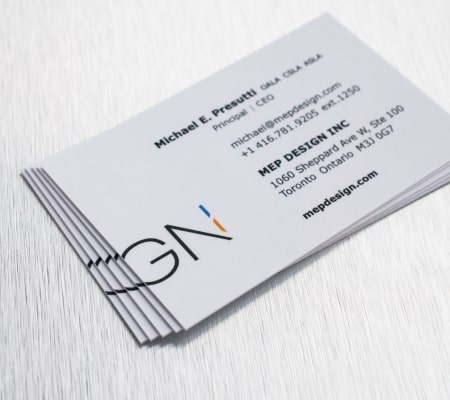 Michael E. Presutti OALA CSLA ASLA
Principal | CEO
michael@mepdesign.com
+1 416.781.9205 ext.1250
MEP DESIGN INC
1060 Sheppard Ave W, Ste 100
Toronto Ontario M3J 0G7
mepdesign.com
GN